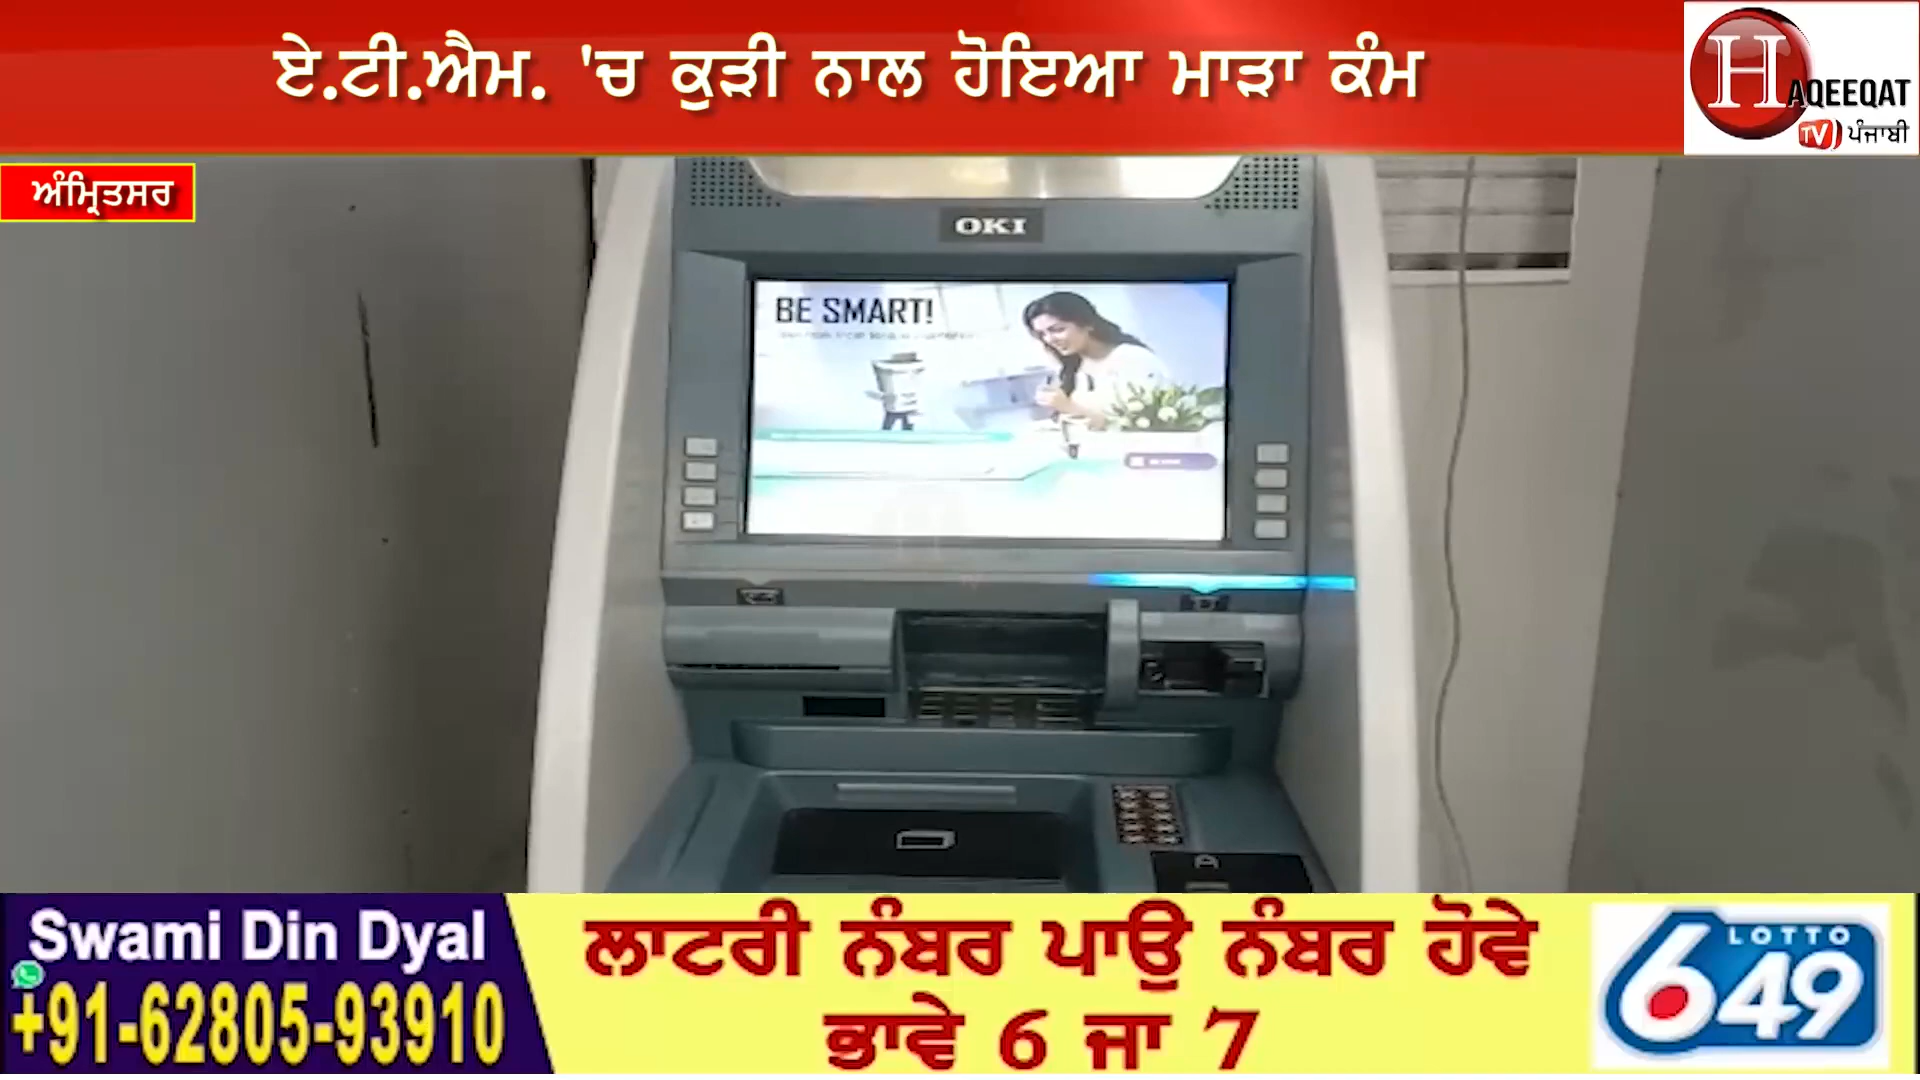 ਏ.ਟੀ.ਐਮ. 'ਚ ਕੁੜੀ ਨਾਲ ਹੋਇਆ ਮਾੜਾ ਕੰਮ
HAQEEQAT
TV ਪੰਜਾਬੀ
ਅੰਮ੍ਰਿਤਸਰ
OKI
BE SMART!
Swami Din Dyal
+91-62805-93910
ਲਾਟਰੀ ਨੰਬਰ ਪਾਉ ਨੰਬਰ ਹੋਵੇ
ਭਾਵੇ 6 ਜਾ 7
LOTTO
649